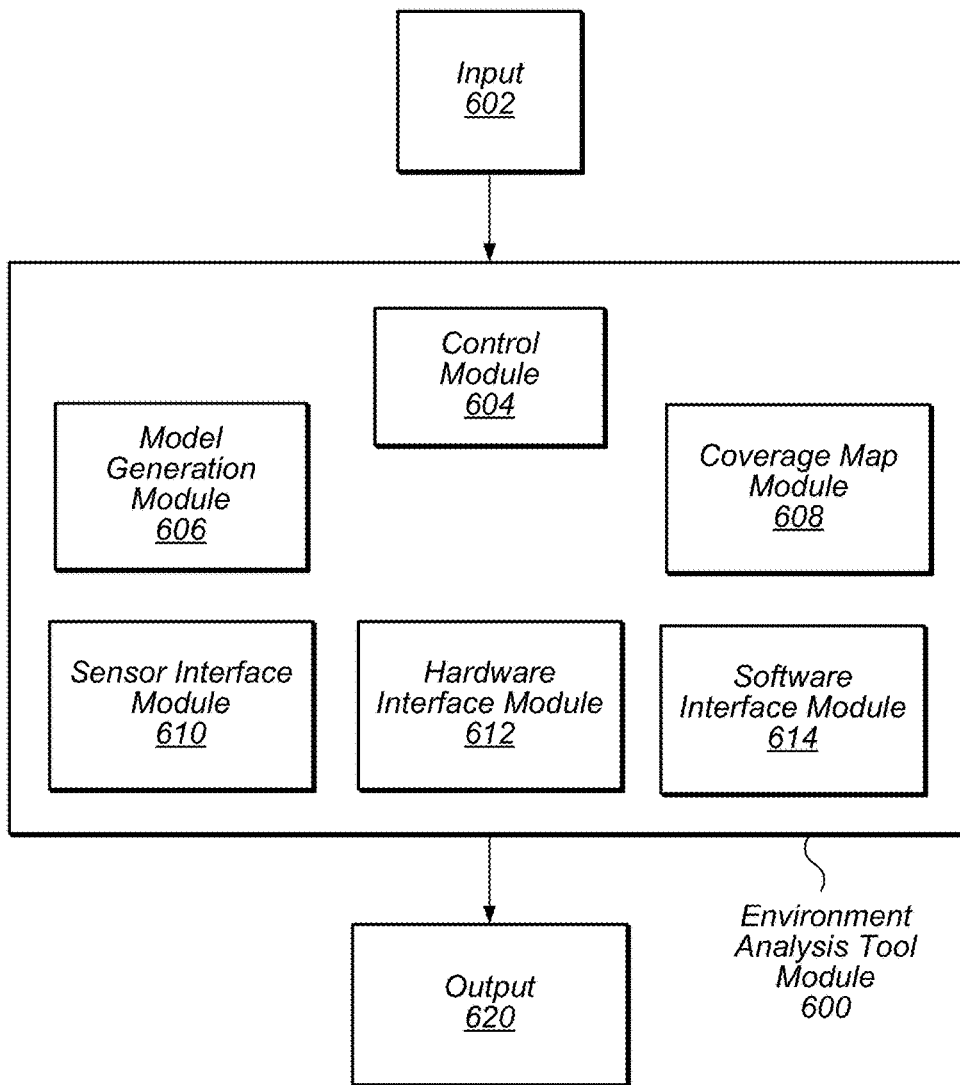 Input
602
Control
Module
604
Model
Generation
Module
606
Coverage Map
Module
608
Sensor Interface
Module
610
Hardware
Interface Module
612
Software
Interface Module
614
Environment
Analysis Tool
Module
600
Output
620